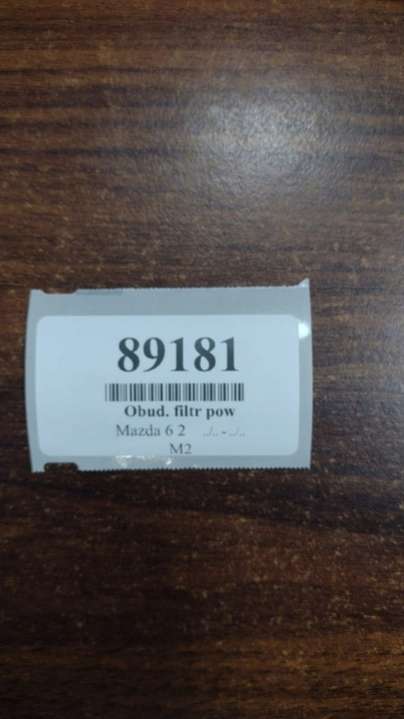 89181
Obud. filtr pow
Mazda 6 2 ../.. - ../..
M2